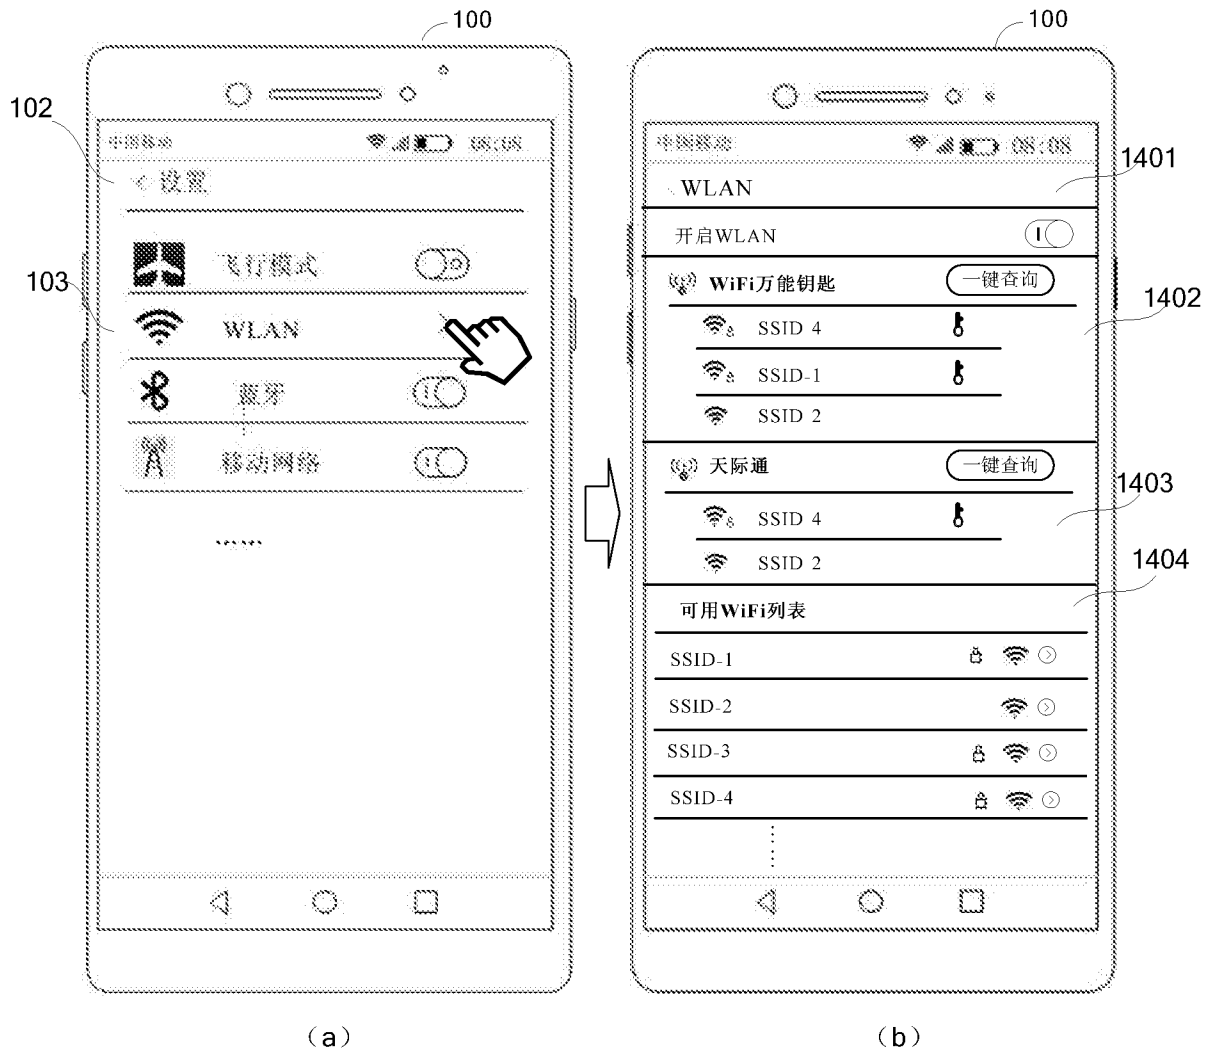 100
102
中国移动
08:08
设置
飞行模式
103
WLAN
蓝牙
移动网络
(a)
100
中国移动
08:08
1401
WLAN
开启WLAN
WiFi万能钥匙
一键查询
1402
SSID 4
SSID-1
SSID 2
天际通
一键查询
1403
SSID 4
SSID 2
1404
可用WiFi列表
SSID-1
SSID-2
SSID-3
SSID-4
(b)